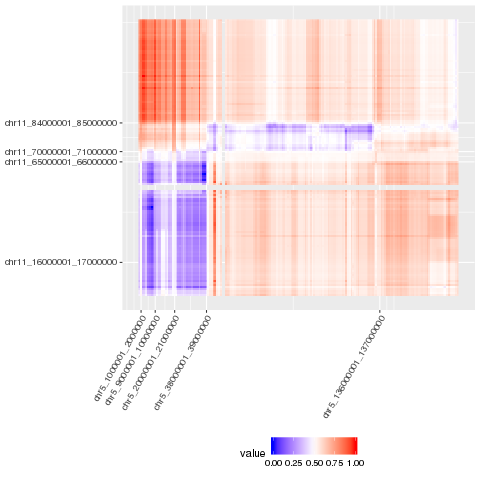 chr11_84000001_85000000
chr11_70000001_71000000
chr11_65000001_66000000
chr11_16000001_17000000
chr5_1000001_2000000
chr5_9000001_10000000
chr5_20000001_21000000
chr5_38000001_39000000
chr5_136000001_137000000
value
0.00 0.25 0.50 0.75 1.00